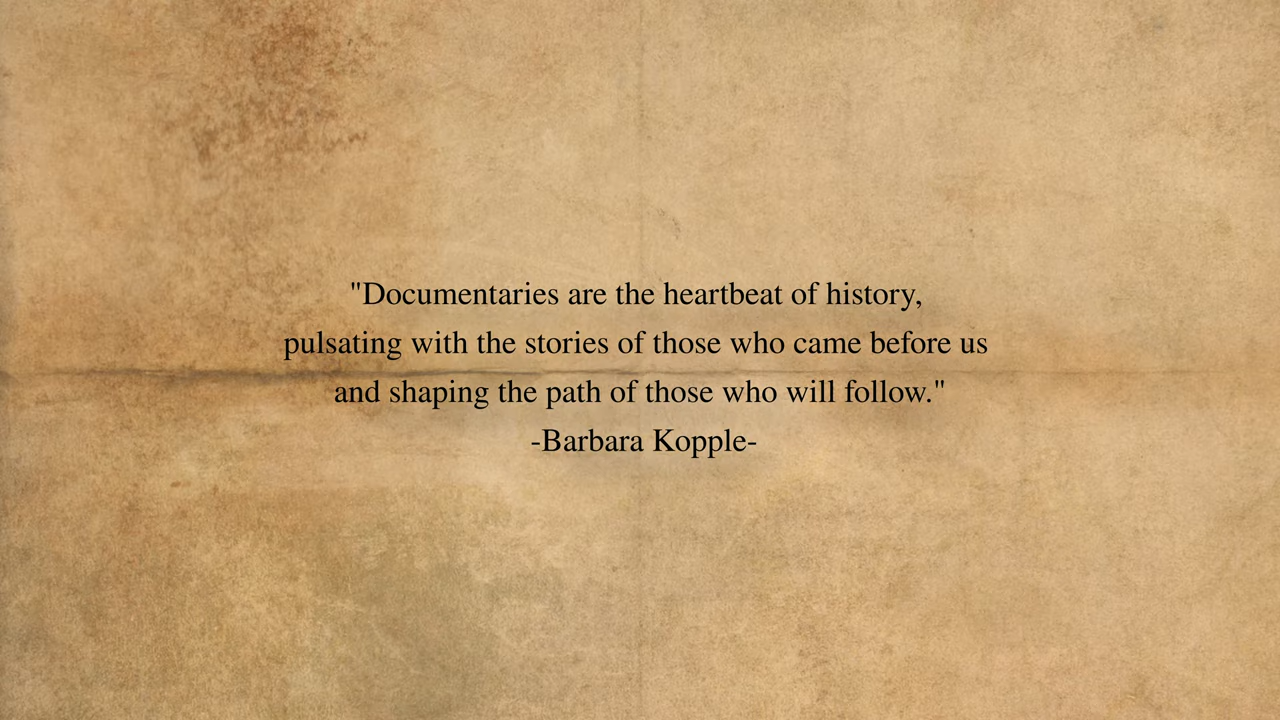 "Documentaries are the heartbeat of history,
pulsating with the stories of those who came before us
and shaping the path of those who will follow."
-Barbara Kopple-